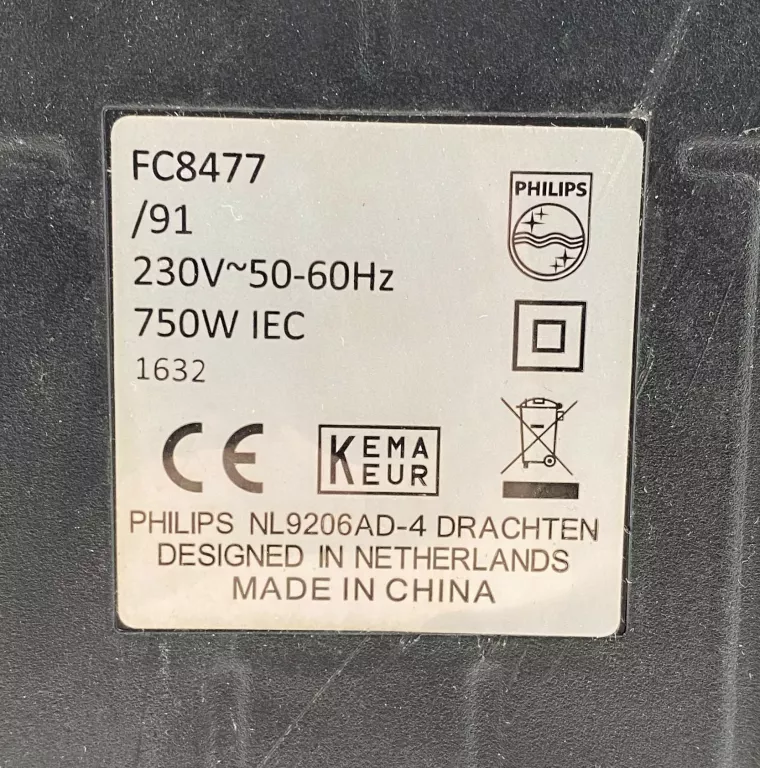 FC8477
/91
230V~50-60Hz
750W IEC
1632
PHILIPS
CE
KEMA
EUR
PHILIPS NL9206AD-4 DRACHTEN
DESIGNED IN NETHERLANDS
MADE IN CHINA